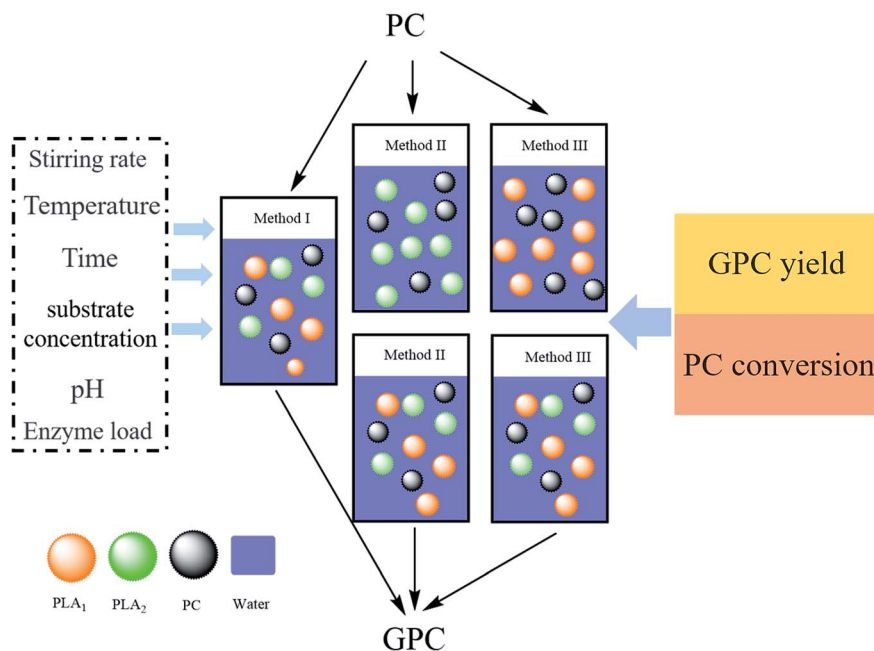 PC
Stirring rate
Temperature
Time
substrate
concentration
pH
Enzyme load
Method I
Method II
Method III
Method II
Method III
GPC yield
PC conversion
PLA₁
PLA₂
PC
Water
GPC